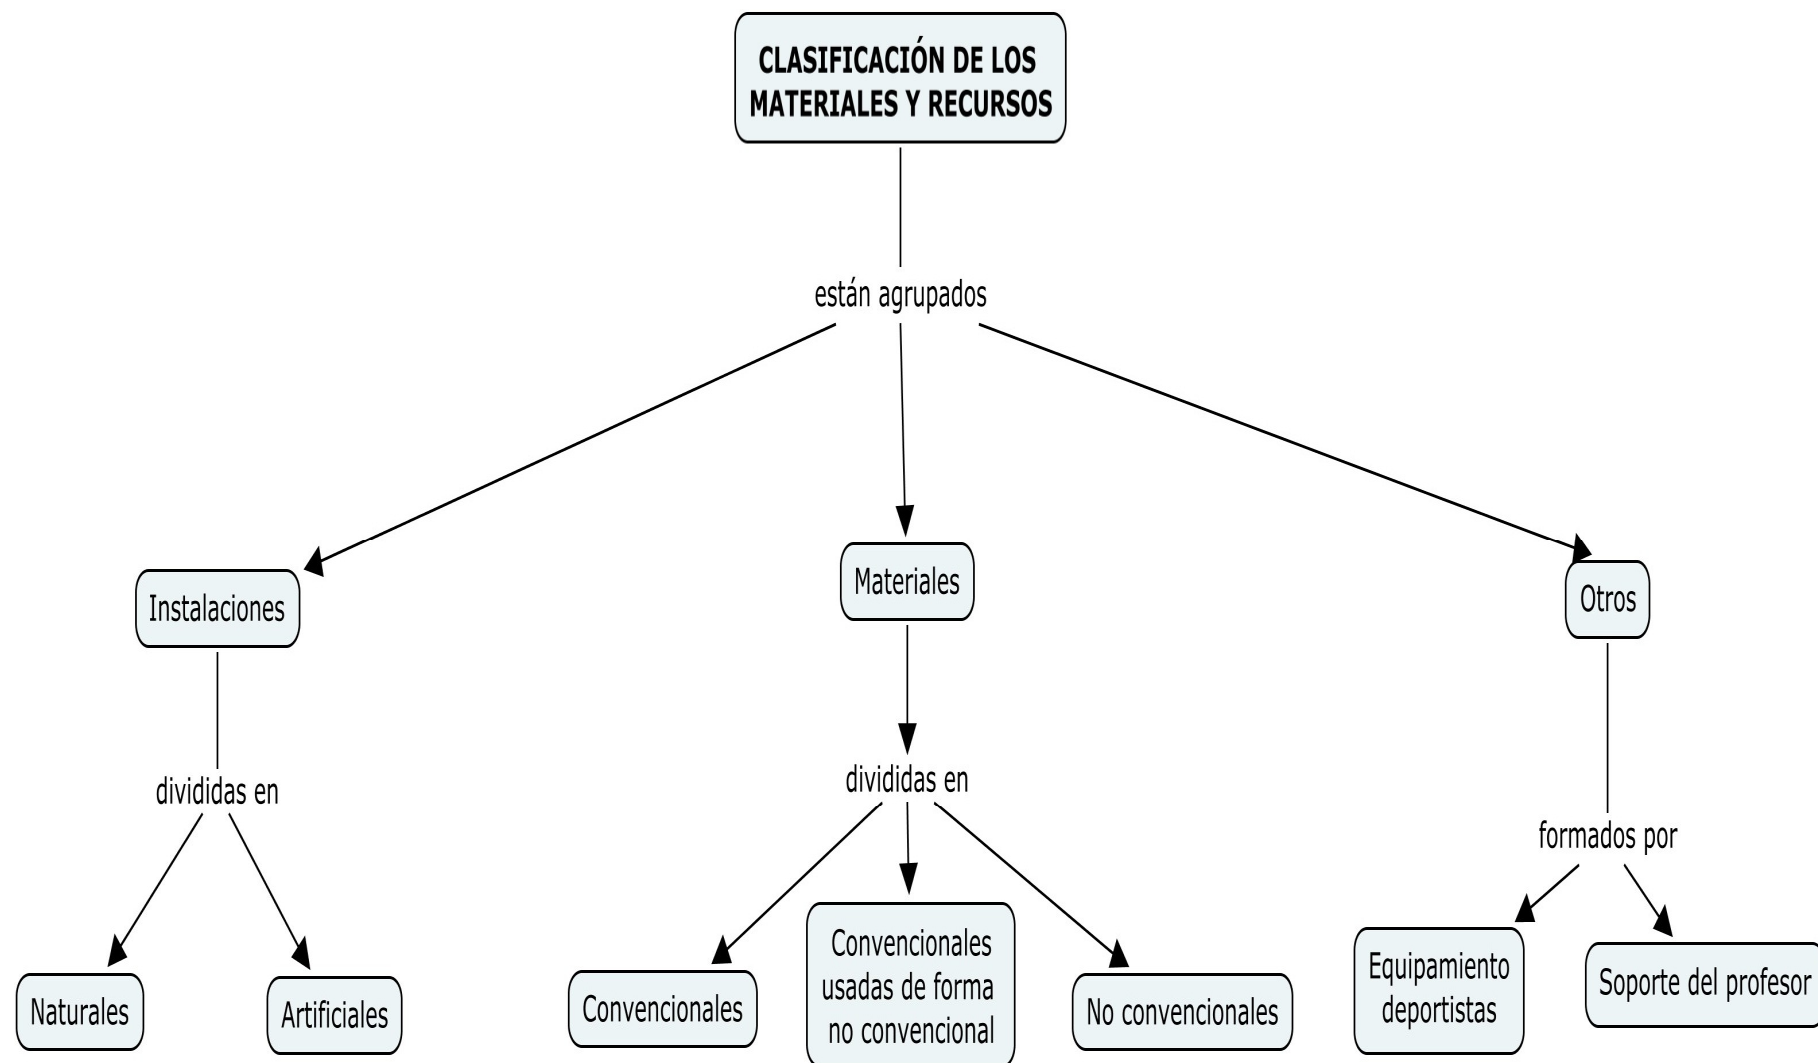 CLASIFICACIÓN DE LOS
MATERIALES Y RECURSOS
están agrupados
Instalaciones
Materiales
Otros
divididas en
divididas en
formados por
Naturales
Artificiales
Convencionales
Convencionales
usadas de forma
no convencional
No convencionales
Equipamiento
deportistas
Soporte del profesor